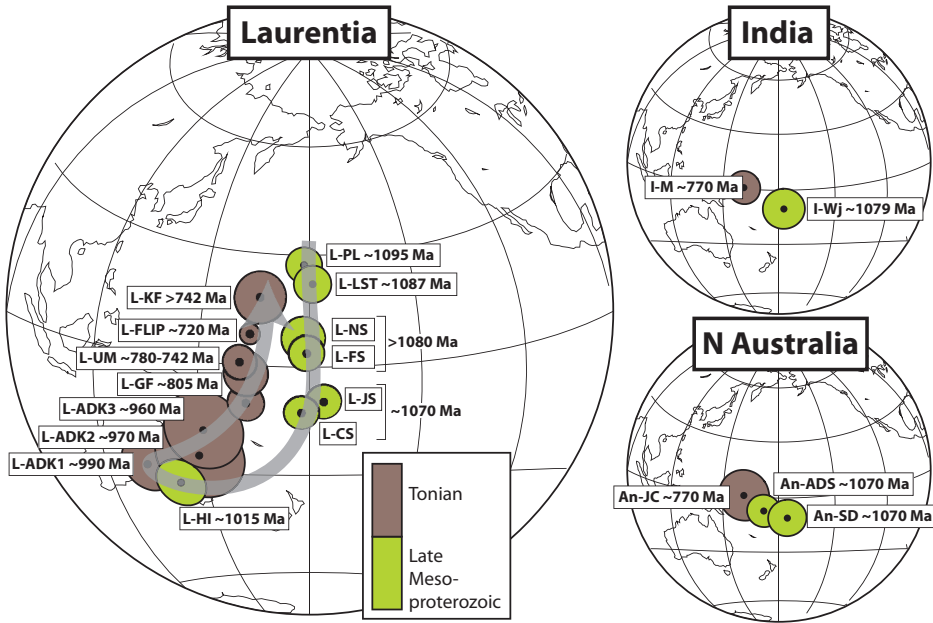 Laurentia
L-PL ~1095 Ma
L-LST ~1087 Ma
L-KF >742 Ma
L-FLIP ~720 Ma
L-NS
>1080 Ma
L-UM ~780-742 Ma
L-FS
L-GF ~805 Ma
L-ADK3 ~960 Ma
L-JS
~1070 Ma
L-CS
L-ADK2 ~970 Ma
L-ADK1 ~990 Ma
L-HI ~1015 Ma
Tonian
Late
Meso-
proterozoic
India
I-M ~770 Ma
I-Wj ~1079 Ma
N Australia
An-ADS ~1070 Ma
An-JC ~770 Ma
An-SD ~1070 Ma